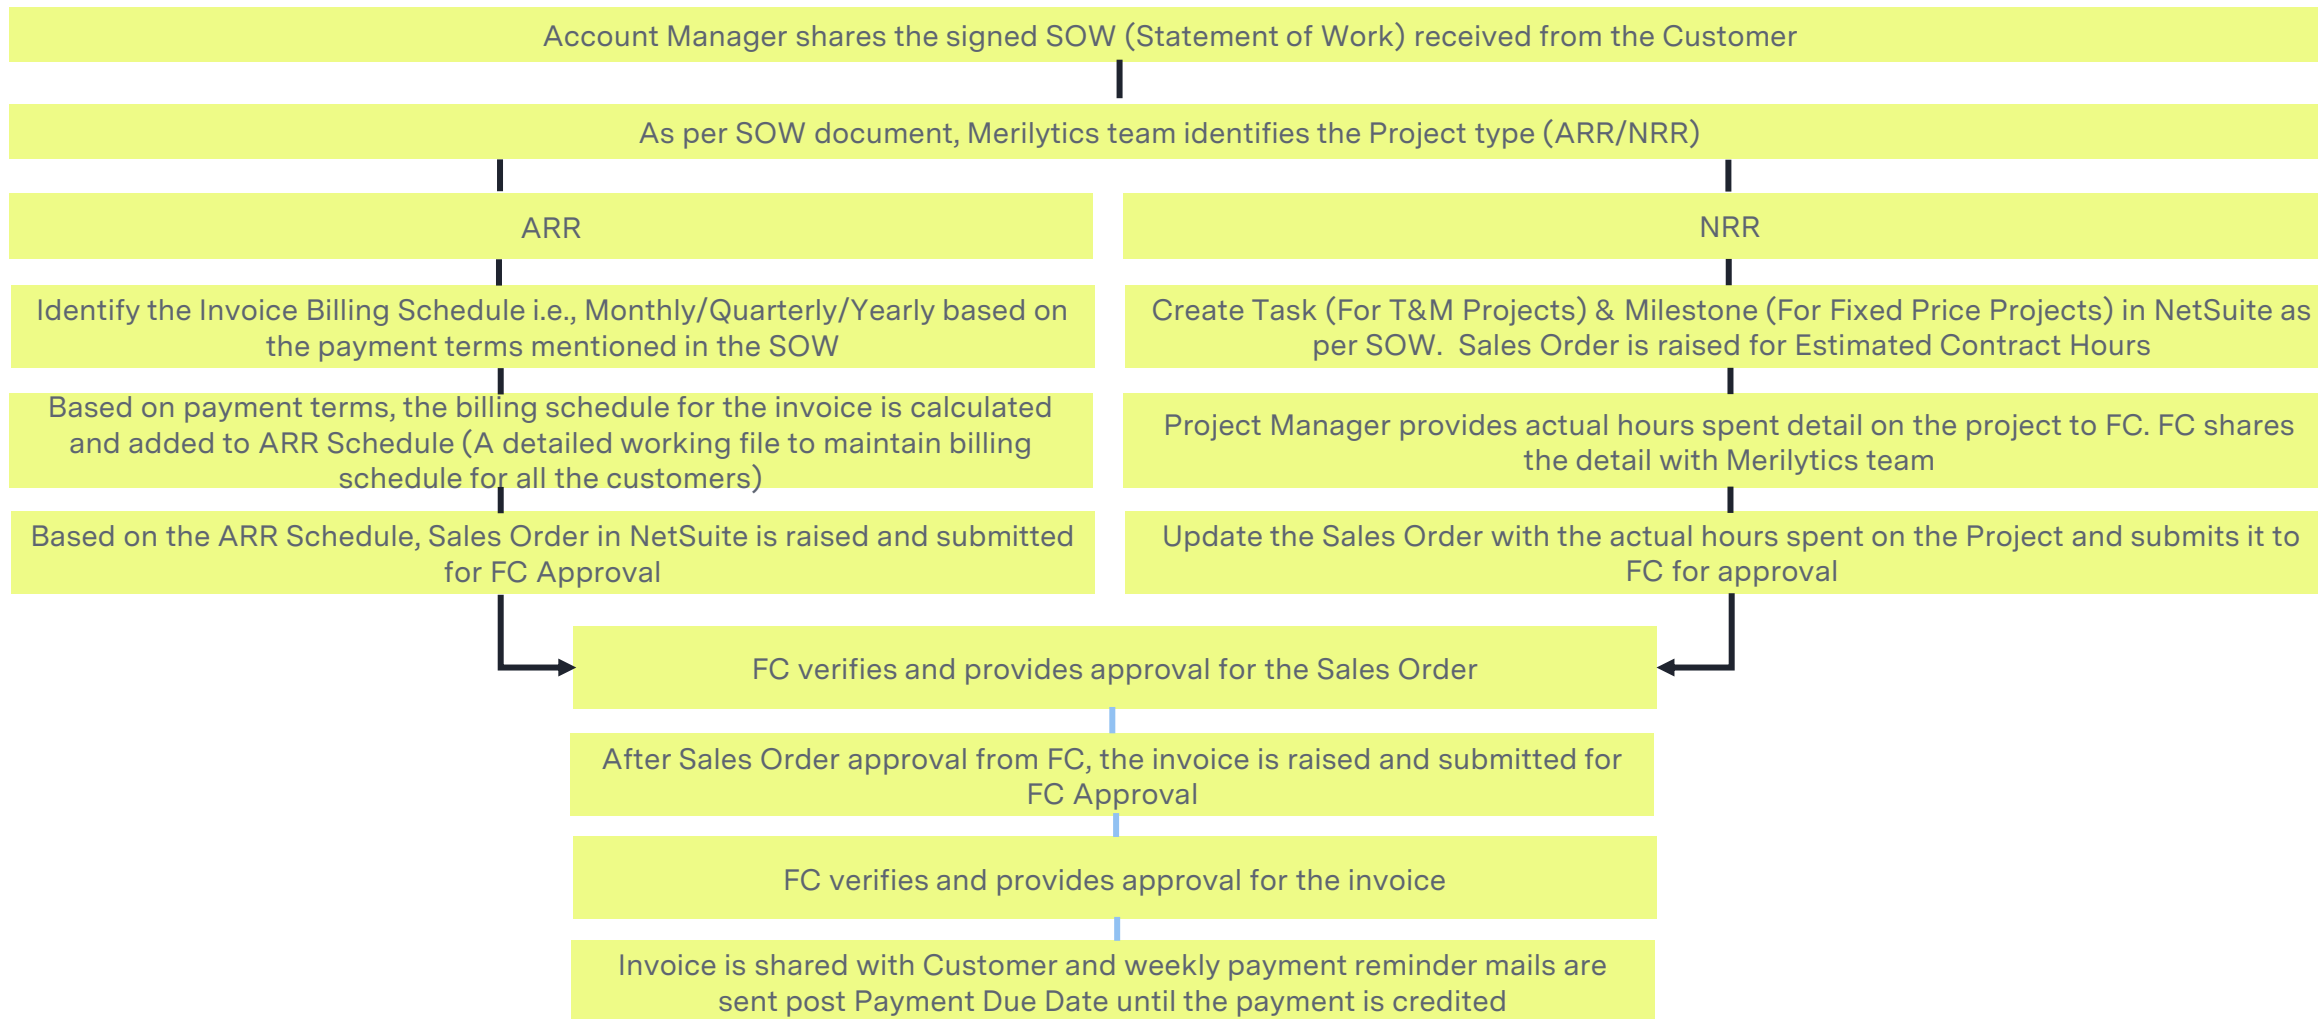 Account Manager shares the signed SOW (Statement of Work) received from the Customer
As per SOW document, Merilytics team identifies the Project type (ARR/NRR)
ARR
NRR
Identify the Invoice Billing Schedule i.e., Monthly/Quarterly/Yearly based on
the payment terms mentioned in the SOW
Create Task (For T&M Projects) & Milestone (For Fixed Price Projects) in NetSuite as
per SOW.  Sales Order is raised for Estimated Contract Hours
Based on payment terms, the billing schedule for the invoice is calculated
and added to ARR Schedule (A detailed working file to maintain billing
schedule for all the customers)
Project Manager provides actual hours spent detail on the project to FC. FC shares
the detail with Merilytics team
Based on the ARR Schedule, Sales Order in NetSuite is raised and submitted
for FC Approval
Update the Sales Order with the actual hours spent on the Project and submits it to
FC for approval
FC verifies and provides approval for the Sales Order
After Sales Order approval from FC, the invoice is raised and submitted for
FC Approval
FC verifies and provides approval for the invoice
Invoice is shared with Customer and weekly payment reminder mails are
sent post Payment Due Date until the payment is credited